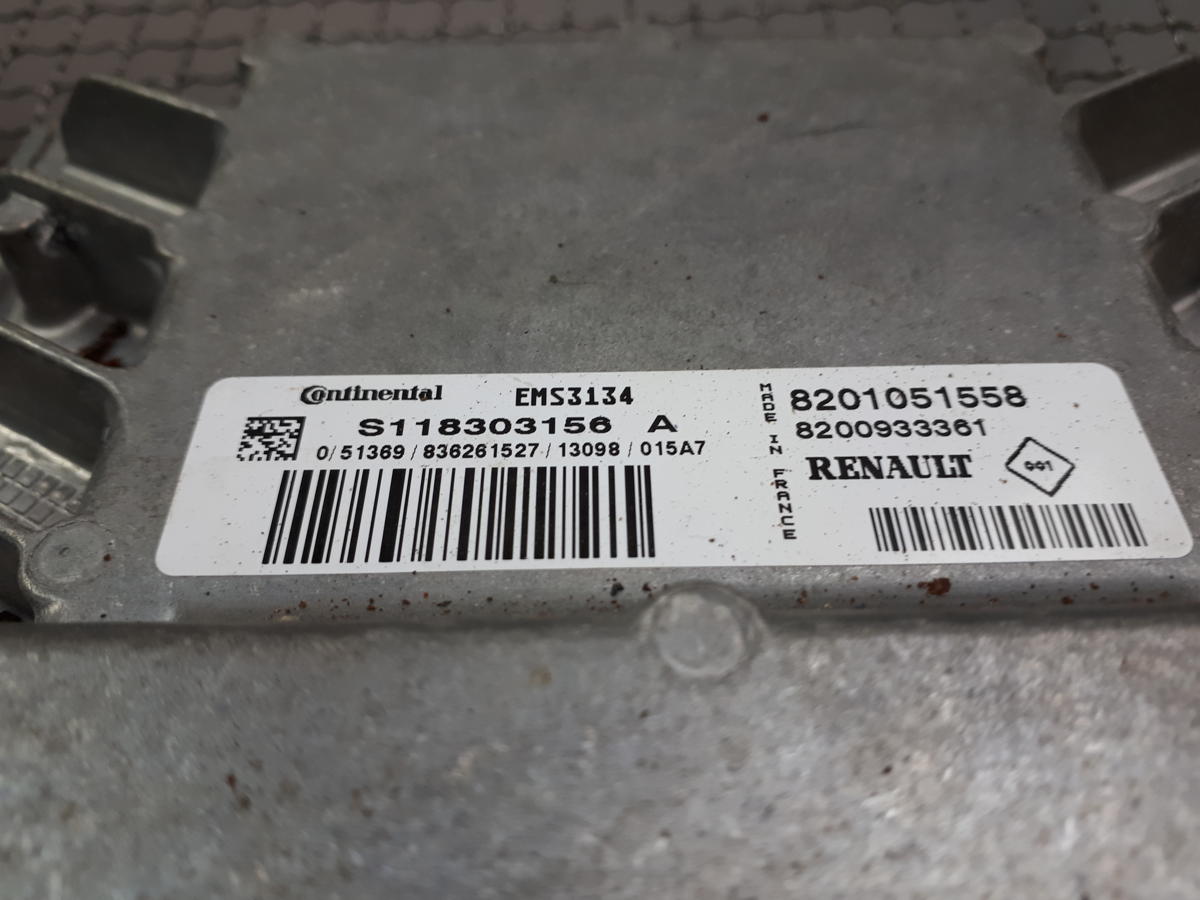 Continental EMS3134
S118303156 A
0/51369/836261527/13098/015A7
MADE IN FRANCE
8201051558
8200933361
RENAULT